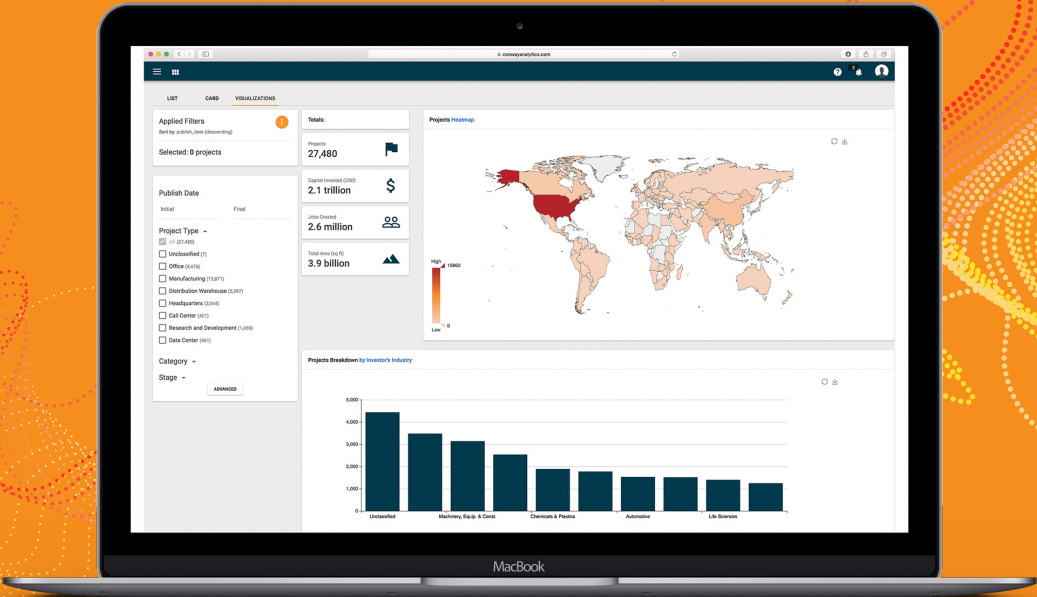 conwayanalytics.com
2
LIST CARD VISUALIZATIONS
Applied Filters
Sort by: publish_date (descending)
Selected: 0 projects
Publish Date
Initial Final
Project Type
All (27,480)
Unclassified (7)
Office (4,476)
Manufacturing (15,871)
Distribution Warehouse (5,597)
Headquarters (3,044)
Call Center (401)
Research and Development (1,459)
Data Center (461)
Category
Stage
ADVANCED
Totals:
Projects
27,480
Capital Invested (USD)
2.1 trillion
Jobs Created
2.6 million
Total Area (sq ft)
3.9 billion
Projects Heatmap
High
15953
0
Low
Projects Breakdown by Investor's Industry
5,000
4,000
3,000
2,000
1,000
0
Unclassified Machinery, Equip. & Const. Chemicals & Plastics Automotive Life Sciences
MacBook